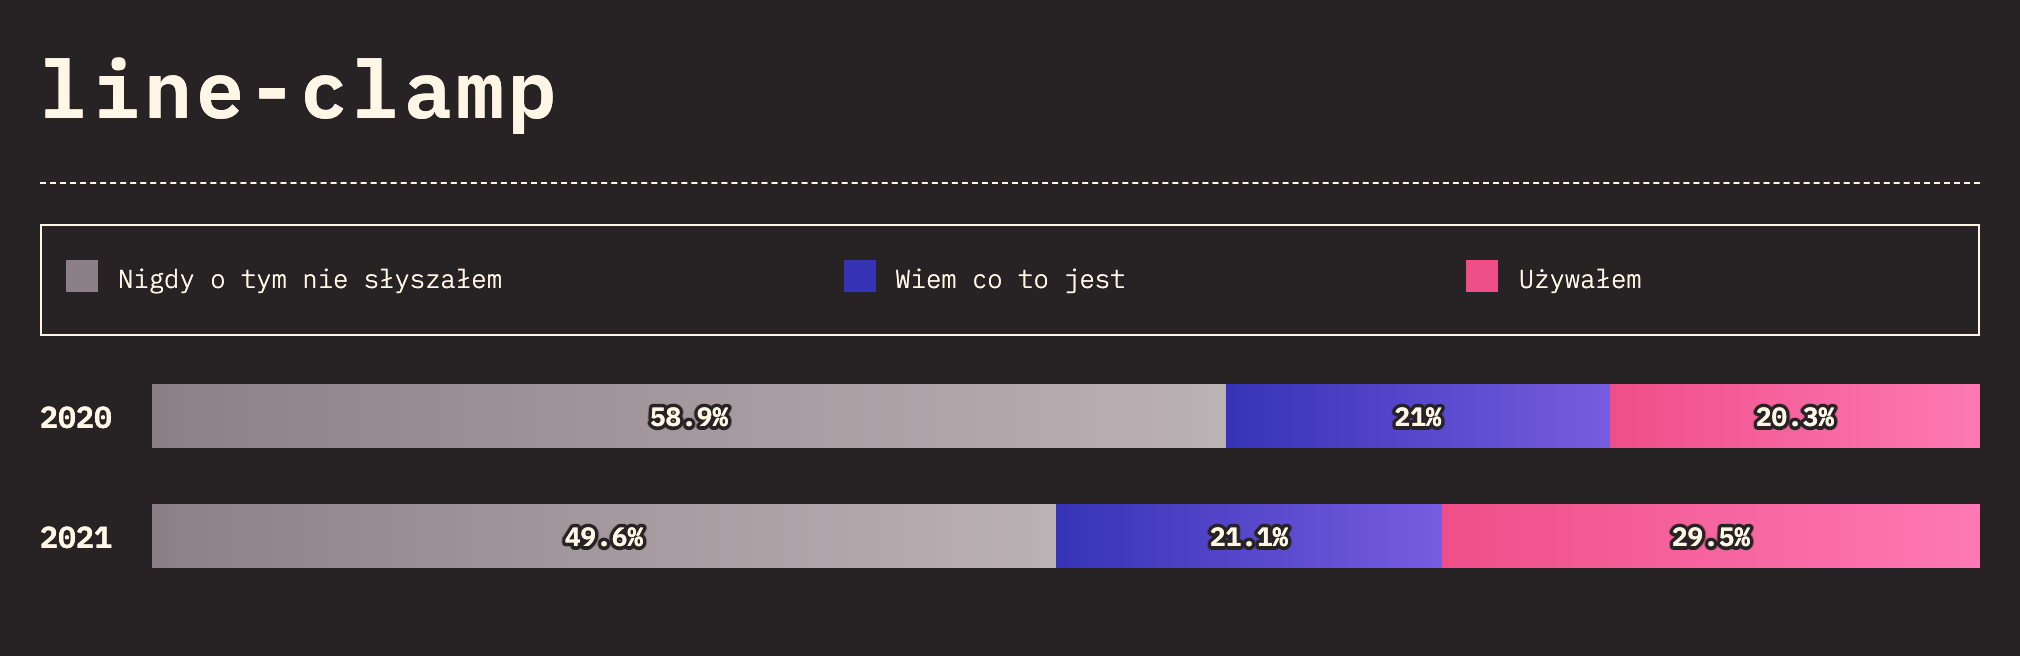 line-clamp
Nigdy o tym nie słyszałem Wiem co to jest Używałem
2020 58.9% 21% 20.3%
2021 49.6% 21.1% 29.5%